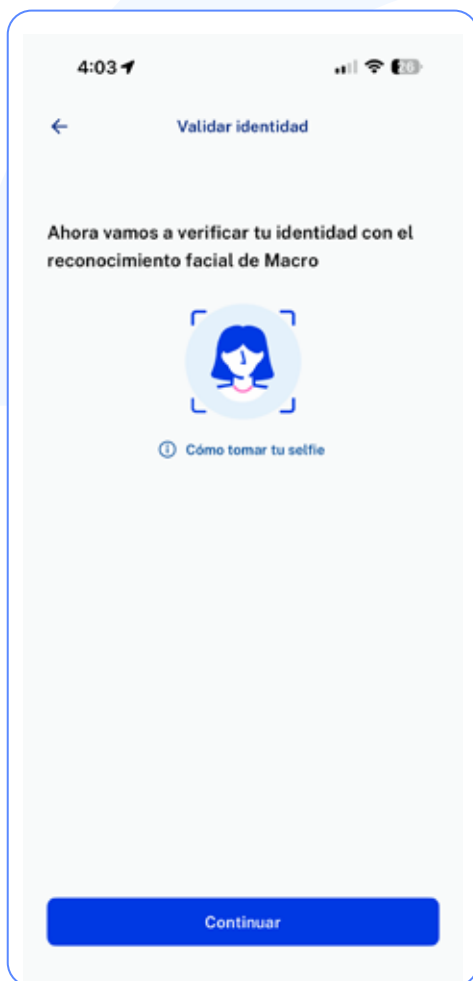 4:03
26
Validar identidad
Ahora vamos a verificar tu identidad con el
reconocimiento facial de Macro
Cómo tomar tu selfie
Continuar